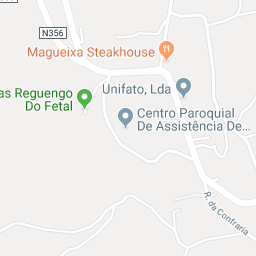 N356
Magueixa Steakhouse
as Reguengo
Do Fetal
Unifato, Lda
Centro Paroquial
De Assistência De...
R. da Confraria